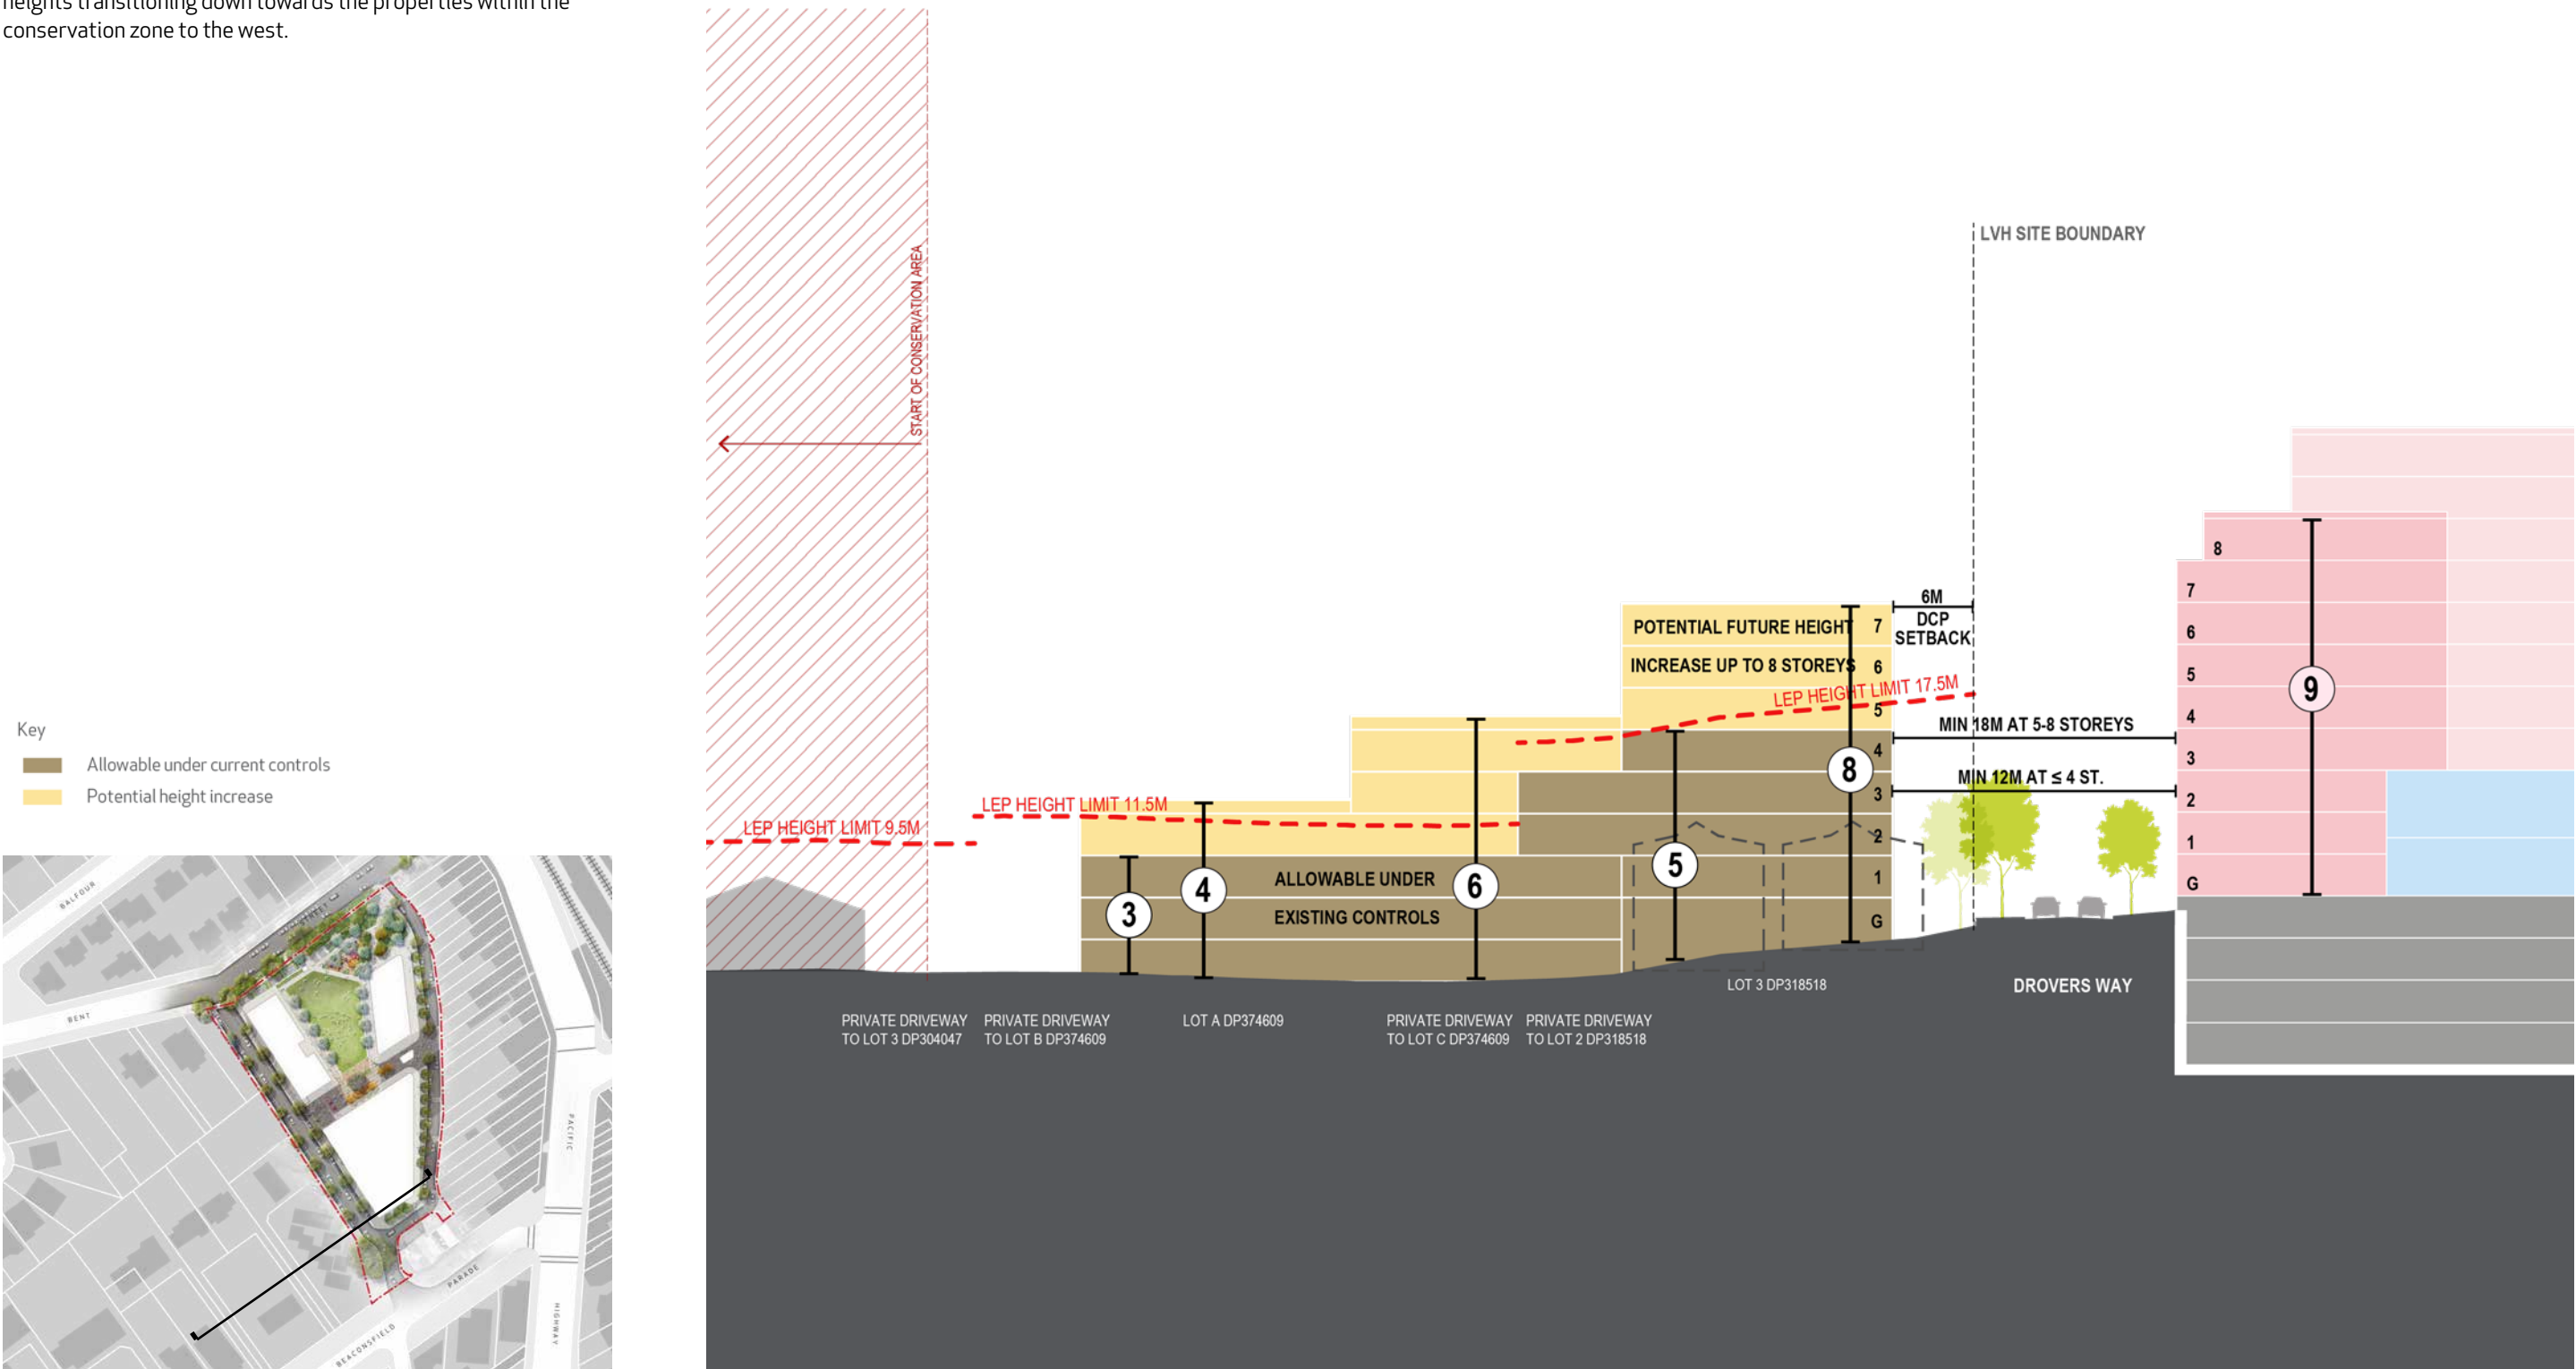 heights transitioning down towards the properties within the
conservation zone to the west.
START OF CONSERVATION AREA
LVH SITE BOUNDARY
8
7
6
5
4
3
2
1
G
9
6M
DCP
SETBACK
POTENTIAL FUTURE HEIGHT
INCREASE UP TO 8 STOREYS
7
6
5
4
3
2
1
G
LEP HEIGHT LIMIT 17.5M
MIN 18M AT 5-8 STOREYS
MIN 12M AT ≤ 4 ST.
8
5
6
4
3
LEP HEIGHT LIMIT 11.5M
LEP HEIGHT LIMIT 9.5M
ALLOWABLE UNDER
EXISTING CONTROLS
LOT 3 DP318518
DROVERS WAY
PRIVATE DRIVEWAY
TO LOT 3 DP304047
PRIVATE DRIVEWAY
TO LOT B DP374609
LOT A DP374609
PRIVATE DRIVEWAY
TO LOT C DP374609
PRIVATE DRIVEWAY
TO LOT 2 DP318518
Key
Allowable under current controls
Potential height increase
BALFOUR
STREET
BENT
PACIFIC
HIGHWAY
PARADE
BEACONSFIELD